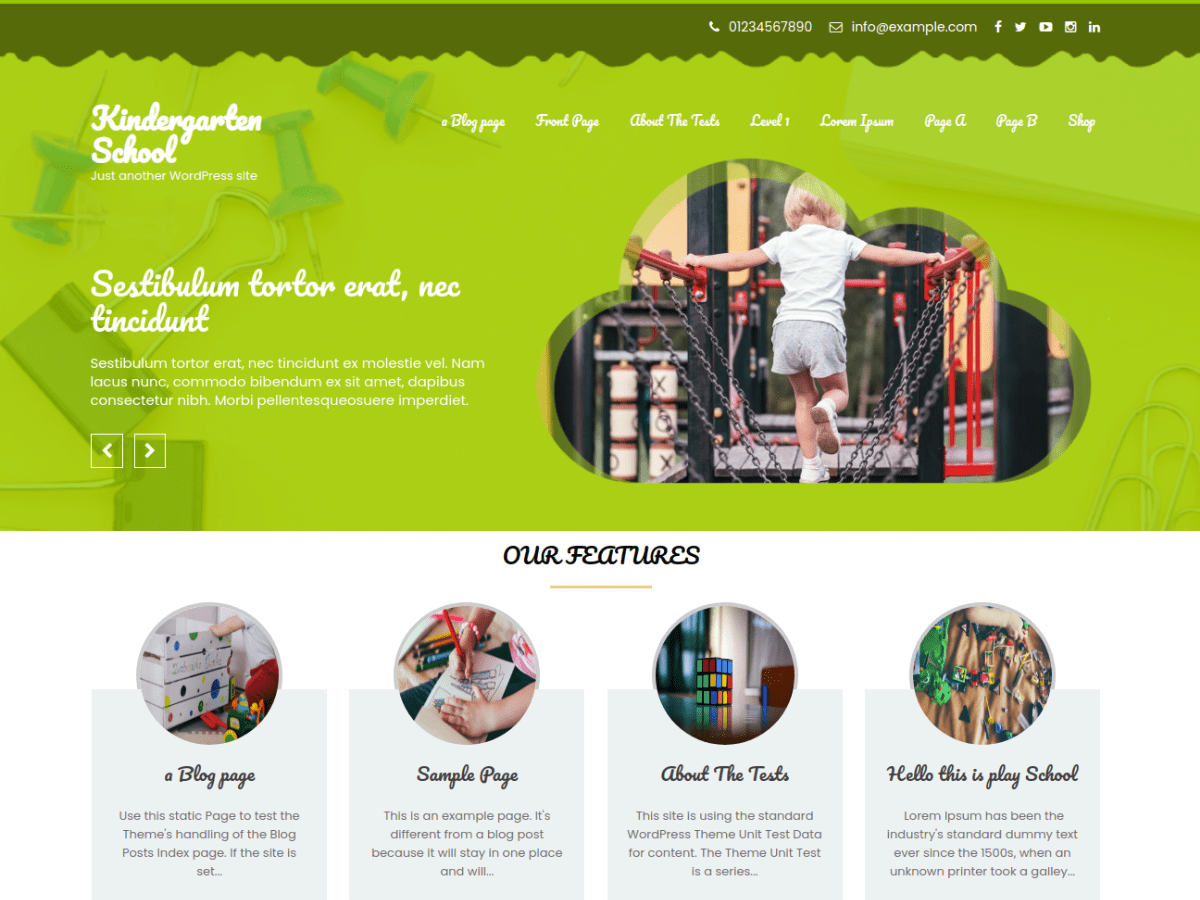 01234567890 info@example.com
Kindergarten
School
Just another WordPress site
a Blog page Front Page About The Tests Level 1 Lorem Ipsum Page A Page B Shop
Sestibulum tortor erat, nec
tincidunt
Sestibulum tortor erat, nec tincidunt ex molestie vel. Nam
lacus nunc, commodo bibendum ex sit amet, dapibus
consectetur nibh. Morbi pellentesqueosuere imperdiet.
X
O X
O X
OUR FEATURES
a Blog page
Use this static Page to test the
Theme's handling of the Blog
Posts Index page. If the site is
set...
Sample Page
This is an example page. It's
different from a blog post
because it will stay in one place
and will...
About The Tests
This site is using the standard
WordPress Theme Unit Test Data
for content. The Theme Unit Test
is a series...
Hello this is play School
Lorem Ipsum has been the
industry's standard dummy text
ever since the 1500s, when an
unknown printer took a galley...